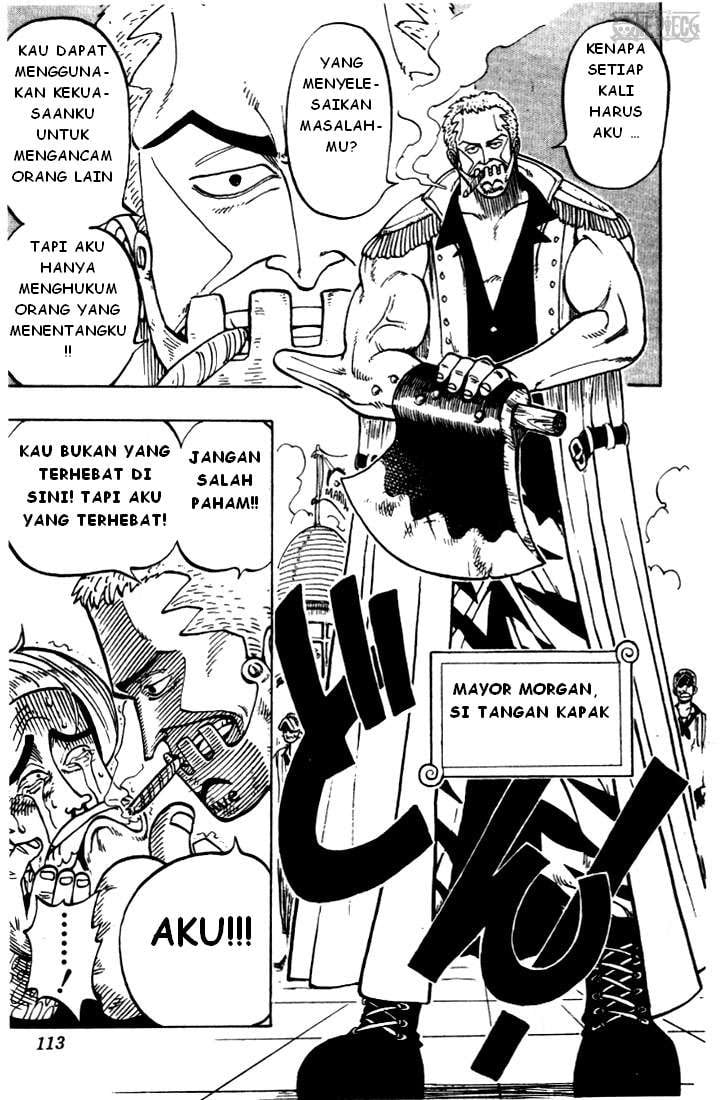 KENAPA
SETIAP
KALI
HARUS
AKU ...
YANG
MENYELE-
SAIKAN
MASALAH-
MU?
KAU DAPAT
MENGGUNA-
KAN KEKUA-
SAANKU
UNTUK
MENGANCAM
ORANG LAIN
TAPI AKU
HANYA
MENGHUKUM
ORANG YANG
MENENTANGKU
!!
MAYOR MORGAN,
SI TANGAN KAPAK
JANGAN
SALAH
PAHAM!!
KAU BUKAN YANG
TERHEBAT DI
SINI! TAPI AKU
YANG TERHEBAT!
AKU!!!
......!
113